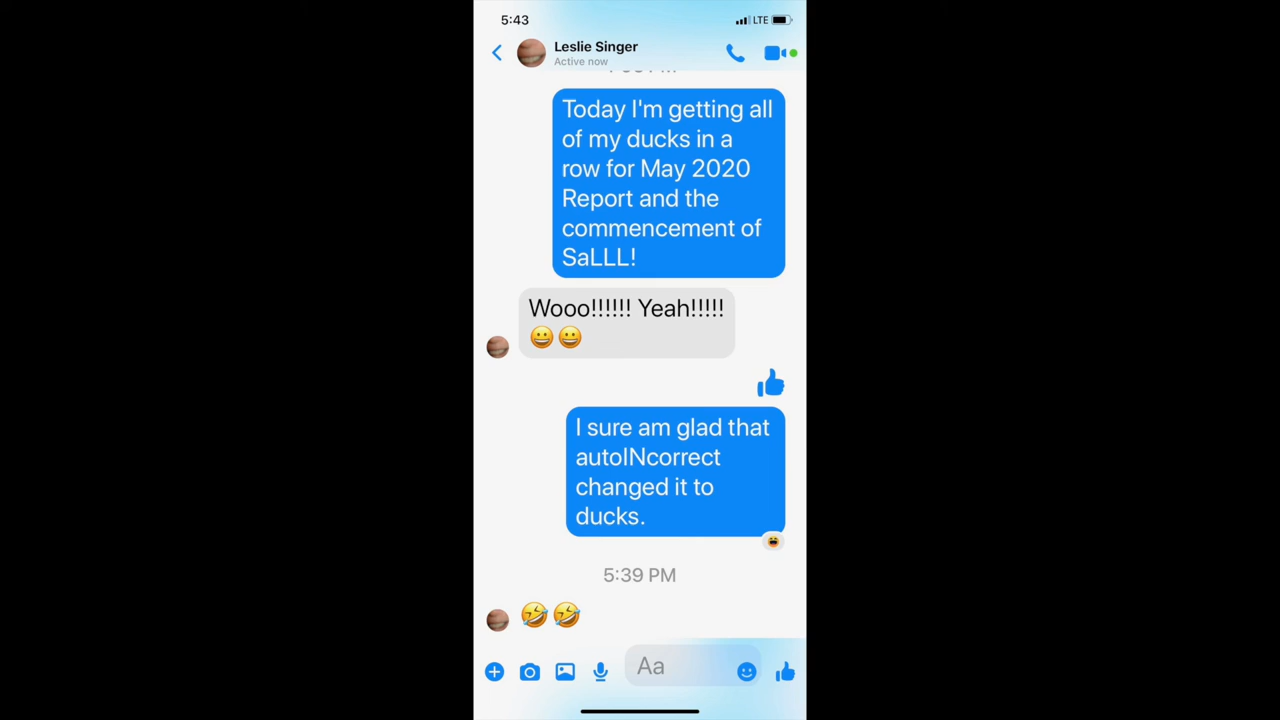 5:43
LTE
Leslie Singer
Active now
Today I'm getting all
of my ducks in a
row for May 2020
Report and the
commencement of
SaLLL!
Wooo!!!!!! Yeah!!!!!
😀😀
I sure am glad that
autoINcorrect
changed it to
ducks.
5:39 PM
🤣🤣
Aa